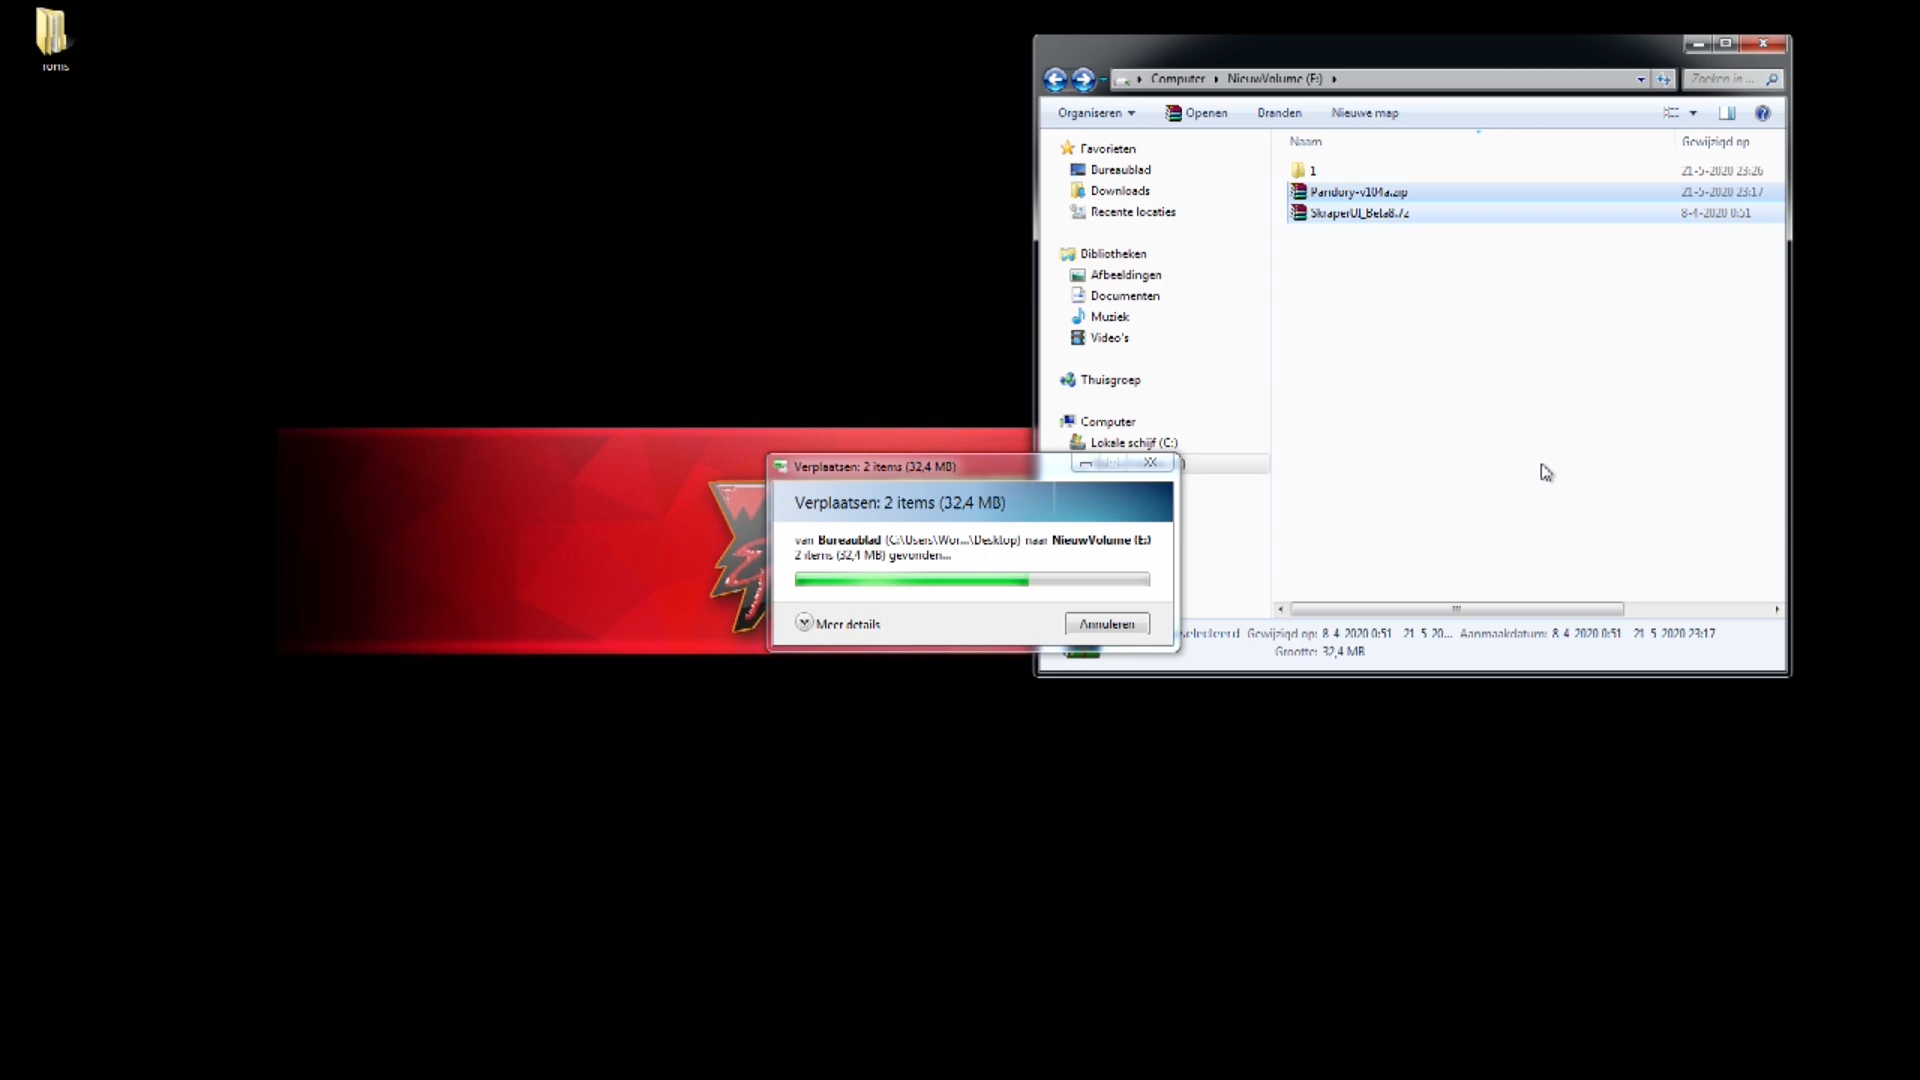 roms
Computer
NieuwVolume (E:)
Zoeken in ...
Organiseren
Openen
Branden
Nieuwe map
Naam
Gewijzigd op
Favorieten
Bureaublad
Downloads
Recente locaties
Bibliotheken
Afbeeldingen
Documenten
Muziek
Video's
Thuisgroep
Computer
Lokale schijf (C:)
1
21-5-2020 23:26
Pandory-v104a.zip
21-5-2020 23:17
SkraperUI_Beta8.7z
8-4-2020 0:51
Verplaatsen: 2 items (32,4 MB)
Verplaatsen: 2 items (32,4 MB)
van Bureaublad (C:\Users\Wor...\Desktop) naar NieuwVolume (E:)
2 items (32,4 MB) gevonden...
Meer details
Annuleren
selecteerd Gewijzigd op: 8-4-2020 0:51 - 21-5-20... Aanmaakdatum: 8-4-2020 0:51 - 21-5-2020 23:17
Grootte: 32,4 MB